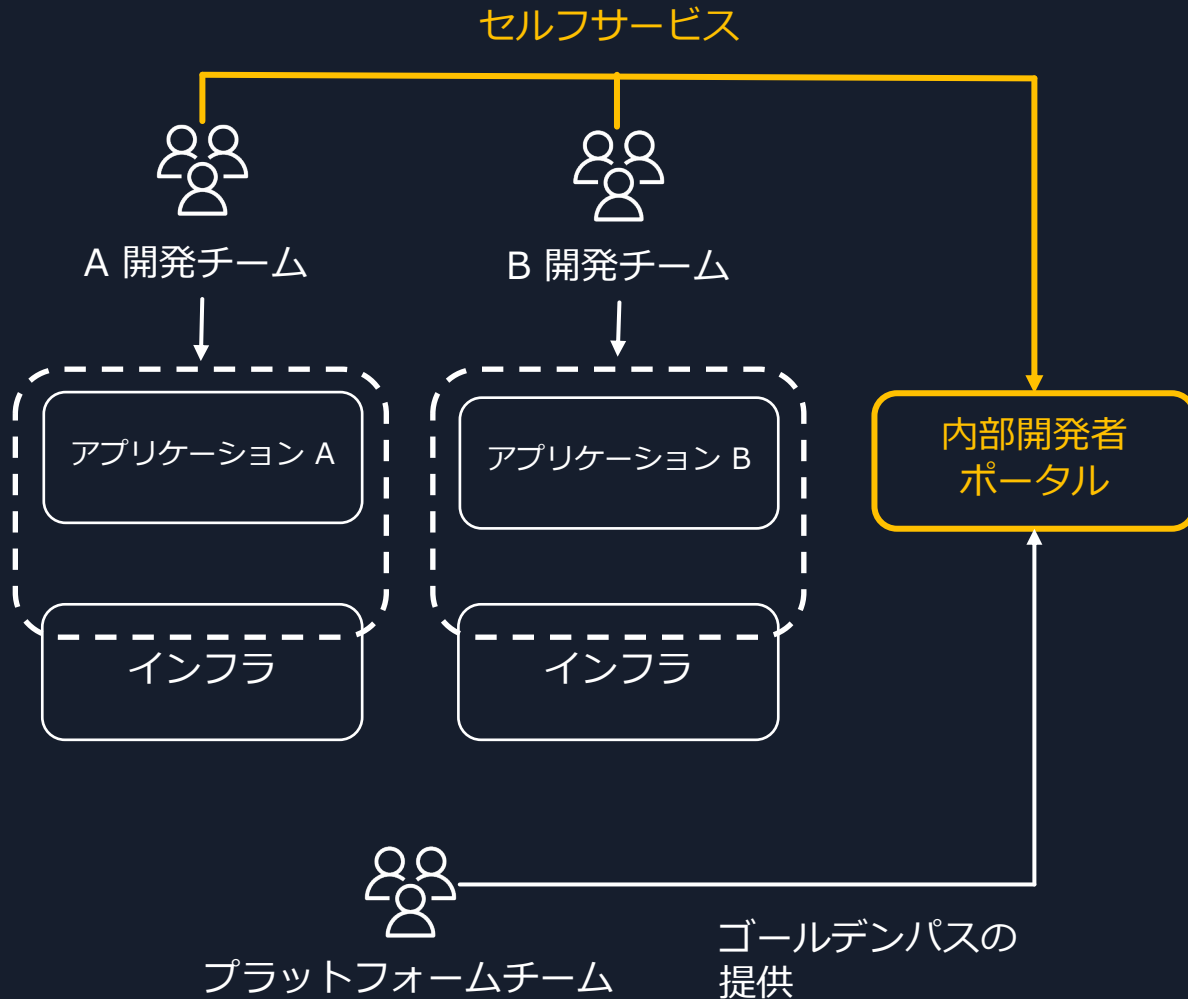 セルフサービス
A 開発チーム
B 開発チーム
アプリケーション A
アプリケーション B
内部開発者
ポータル
インフラ
インフラ
ゴールデンパスの
提供
プラットフォームチーム